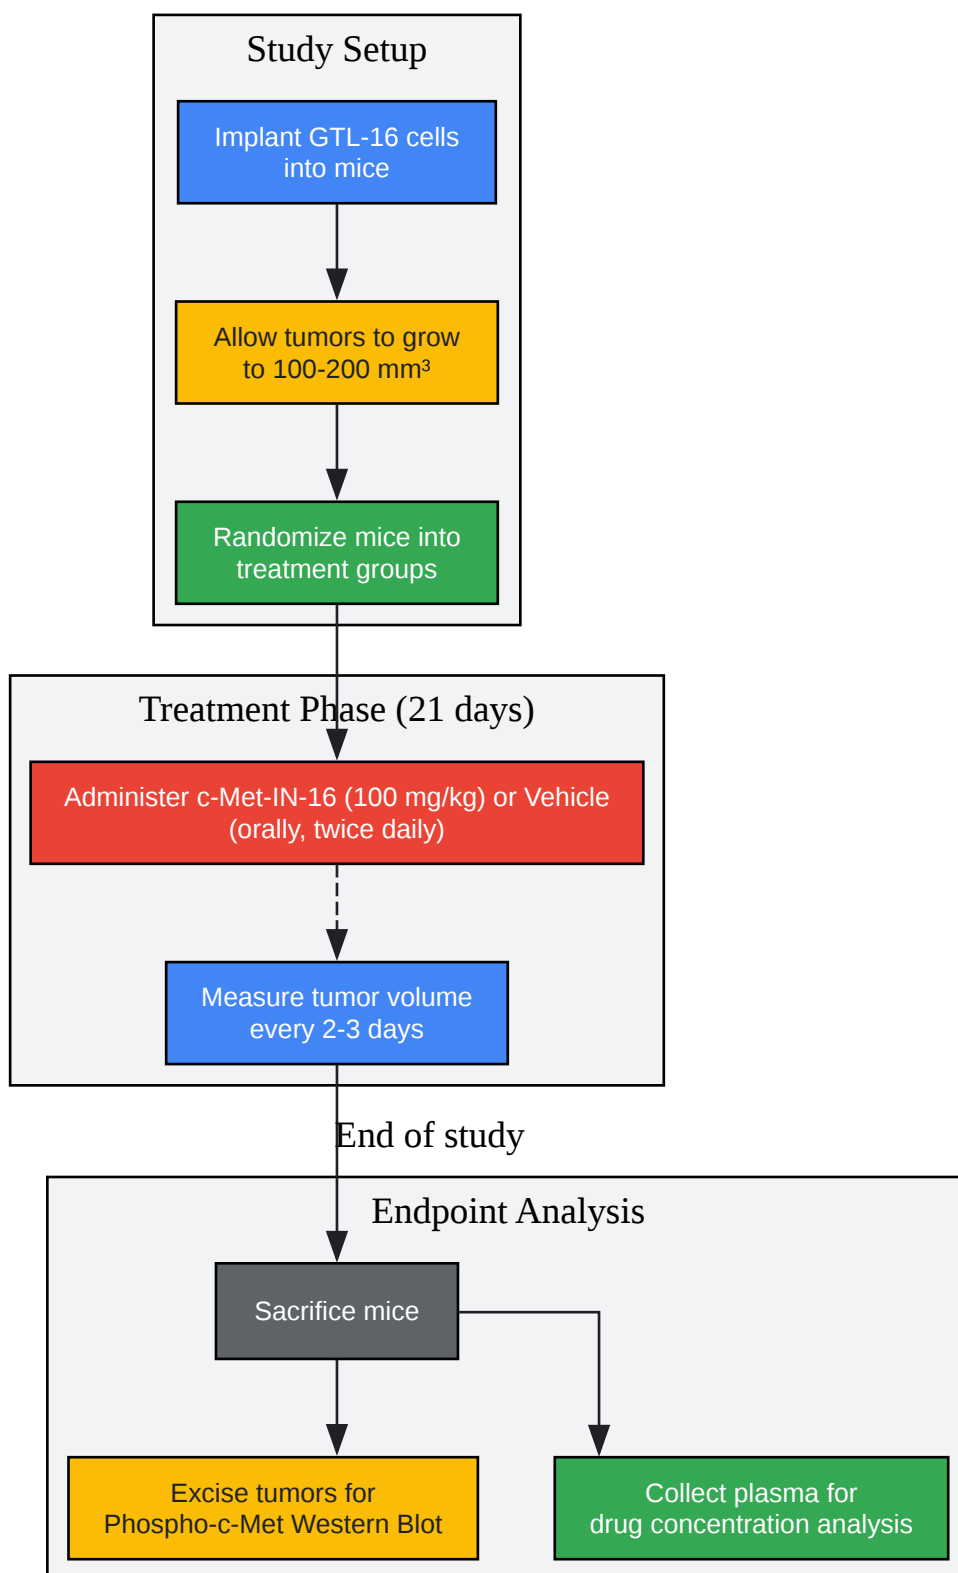 Study Setup
Implant GTL-16 cells
into mice
Allow tumors to grow
to 100-200 mm³
Randomize mice into
treatment groups
Treatment Phase (21 days)
Administer c-Met-IN-16 (100 mg/kg) or Vehicle
(orally, twice daily)
Measure tumor volume
every 2-3 days
End of study
Endpoint Analysis
Sacrifice mice
Excise tumors for
Phospho-c-Met Western Blot
Collect plasma for
drug concentration analysis